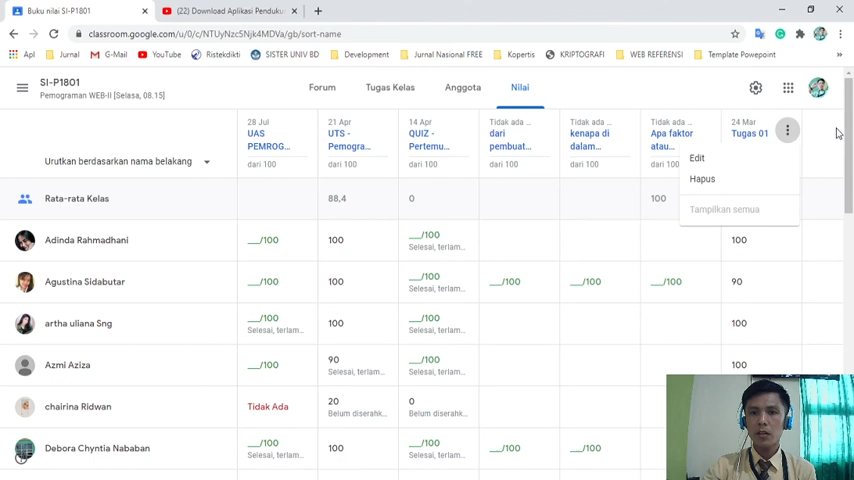 Buku nilai SI-P1801
(22) Download Aplikasi Penduku
classroom.google.com/u/0/c/NTUyNzc5Njk4MDVa/gb/sort-name
Apl
Jurnal
G-Mail
YouTube
Ristekdikti
SISTER UNIV BD
Development
Jurnal Nasional FREE
Kopertis
KRIPTOGRAFI
WEB REFERENSI
Template Powepoint
SI-P1801
Pemograman WEB-II [Selasa, 08.15]
Forum
Tugas Kelas
Anggota
Nilai
Urutkan berdasarkan nama belakang
28 Jul
UAS
PEMROG...
dari 100
21 Apr
UTS -
Pemogra...
dari 100
14 Apr
QUIZ -
Pertemu...
dari 100
Tidak ada ...
dari
pembuat...
dari 100
Tidak ada ...
kenapa di
dalam...
dari 100
Tidak ada ...
Apa faktor
atau...
dari 100
24 Mar
Tugas 01
Edit
Hapus
Tampilkan semua
Rata-rata Kelas 88,4 0 100
Adinda Rahmadhani __/100 100 __/100 100
Selesai, terlam...
Agustina Sidabutar __/100 100 __/100 __/100 __/100 __/100 90
Selesai, terlam...
artha uliana Sng __/100 100 __/100 100
Selesai, terlam... Selesai, terlam...
Azmi Aziza __/100 90 __/100 100
Selesai, terlam... Selesai, terlam...
chairina Ridwan Tidak Ada 20 0
Belum diserahk... Belum diserahk...
Debora Chyntia Nababan __/100 100 __/100 __/100 __/100
Selesai, terlam... Selesai, terlam...